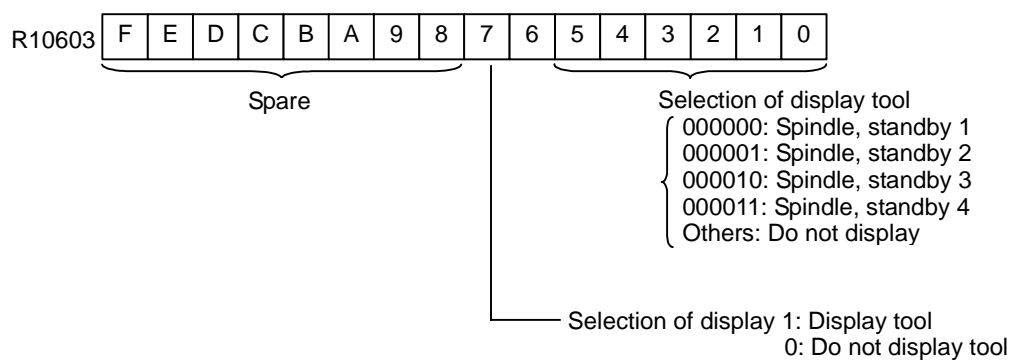 R10603 F E D C B A 9 8 7 6 5 4 3 2 1 0
Spare
Selection of display tool
000000: Spindle, standby 1
000001: Spindle, standby 2
000010: Spindle, standby 3
000011: Spindle, standby 4
Others: Do not display
Selection of display 1: Display tool
0: Do not display tool